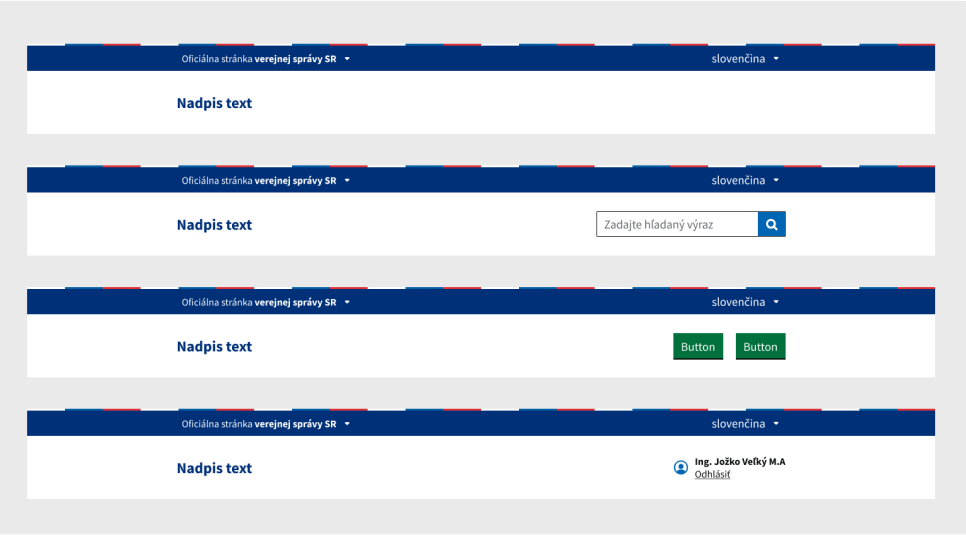 Oficiálna stránka verejnej správy SR
slovenčina
Nadpis text
Oficiálna stránka verejnej správy SR
slovenčina
Nadpis text
Zadajte hľadaný výraz
Oficiálna stránka verejnej správy SR
slovenčina
Nadpis text
Button
Button
Oficiálna stránka verejnej správy SR
slovenčina
Nadpis text
Ing. Jožko Veľký M.A
Odhlásiť